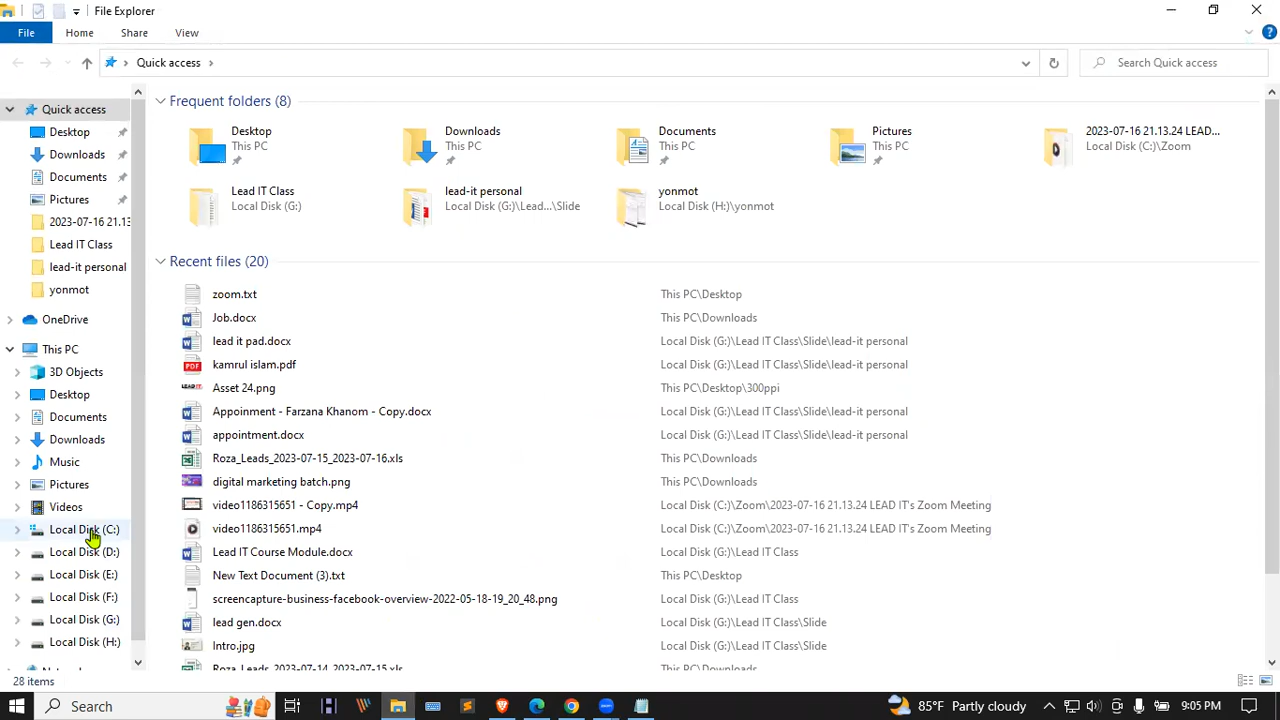 File Explorer
File Home Share View
Quick access
Search Quick access
Quick access
Desktop
Downloads
Documents
Pictures
2023-07-16 21.13
Lead IT Class
lead-it personal
yonmot
OneDrive
This PC
3D Objects
Desktop
Documents
Downloads
Music
Pictures
Videos
Local Disk (C:)
Local Disk (D:)
Local Disk (E:)
Local Disk (F:)
Local Disk (G:)
Local Disk (H:)
Frequent folders (8)
Desktop
This PC
Downloads
This PC
Documents
This PC
Pictures
This PC
2023-07-16 21.13.24 LEAD...
Local Disk (C:)\Zoom
Lead IT Class
Local Disk (G:)
lead-it personal
Local Disk (G:)\Lead...\Slide
yonmot
Local Disk (H:)\yonmot
Recent files (20)
zoom.txt This PC\Desktop
Job.docx This PC\Downloads
lead it pad.docx Local Disk (G:)\Lead IT Class\Slide\lead-it personal
kamrul islam.pdf Local Disk (G:)\Lead IT Class\Slide\lead-it personal
Asset 24.png This PC\Desktop\300ppi
Appoinment - Farzana Khanom - Copy.docx Local Disk (G:)\Lead IT Class\Slide\lead-it personal
appointment.docx Local Disk (G:)\Lead IT Class\Slide\lead-it personal
Roza_Leads_2023-07-15_2023-07-16.xls This PC\Downloads
digital marketing batch.png This PC\Downloads
video1186315651 - Copy.mp4 Local Disk (C:)\Zoom\2023-07-16 21.13.24 LEAD IT's Zoom Meeting
video1186315651.mp4 Local Disk (C:)\Zoom\2023-07-16 21.13.24 LEAD IT's Zoom Meeting
Lead IT Course Module.docx Local Disk (G:)\Lead IT Class
New Text Document (3).txt This PC\Desktop
screencapture-business-facebook-overview-2022-05-18-19_20_48.png Local Disk (G:)\Lead IT Class
lead gen.docx Local Disk (G:)\Lead IT Class\Slide
Intro.jpg Local Disk (G:)\Lead IT Class\Slide
Roza_Leads_2023-07-14_2023-07-15.xls This PC\Downloads
28 items
Search
85°F Partly cloudy
9:05 PM